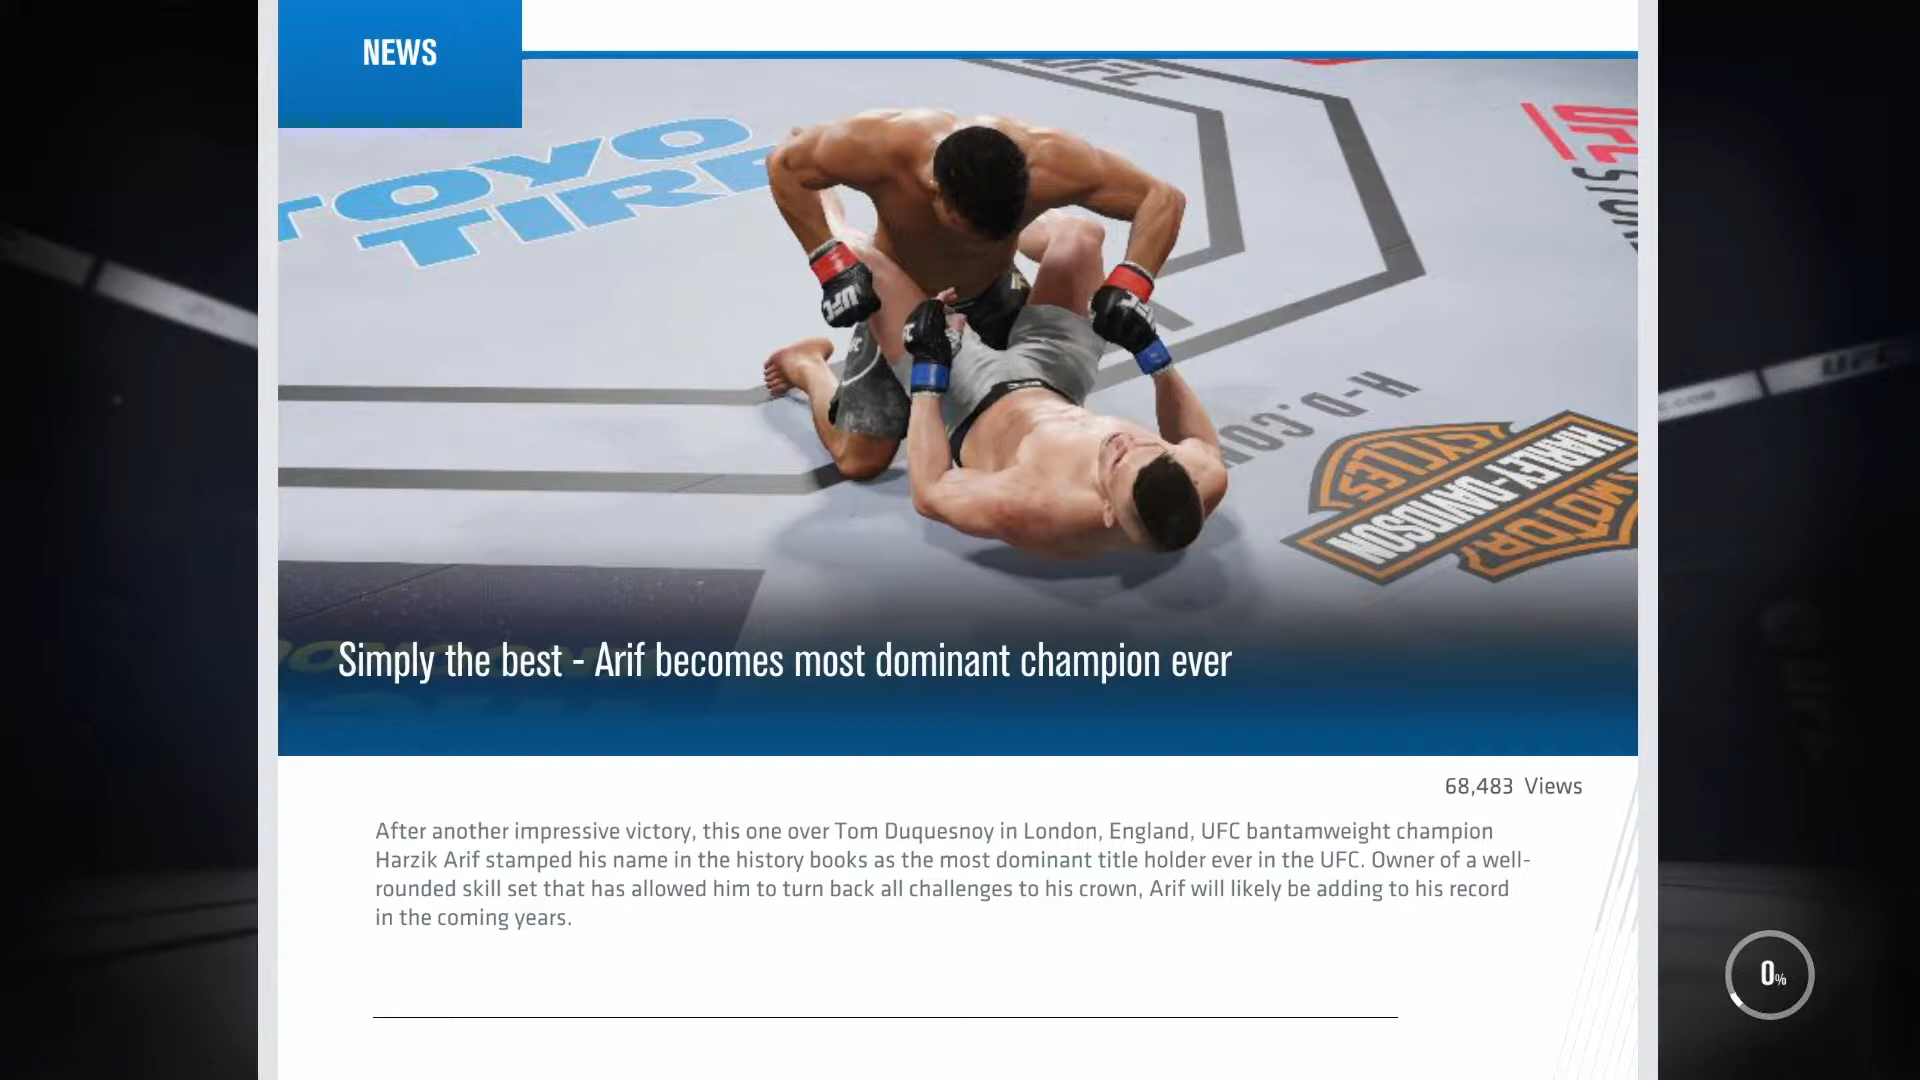 NEWS
UFC
TOYO
TIRE
UFC
UFC
H-D.COM
MOTOR
HARLEY-DAVIDSON
CYCLES
Simply the best - Arif becomes most dominant champion ever
68,483 Views
After another impressive victory, this one over Tom Duquesnoy in London, England, UFC bantamweight champion
Harzik Arif stamped his name in the history books as the most dominant title holder ever in the UFC. Owner of a well-
rounded skill set that has allowed him to turn back all challenges to his crown, Arif will likely be adding to his record
in the coming years.
0%